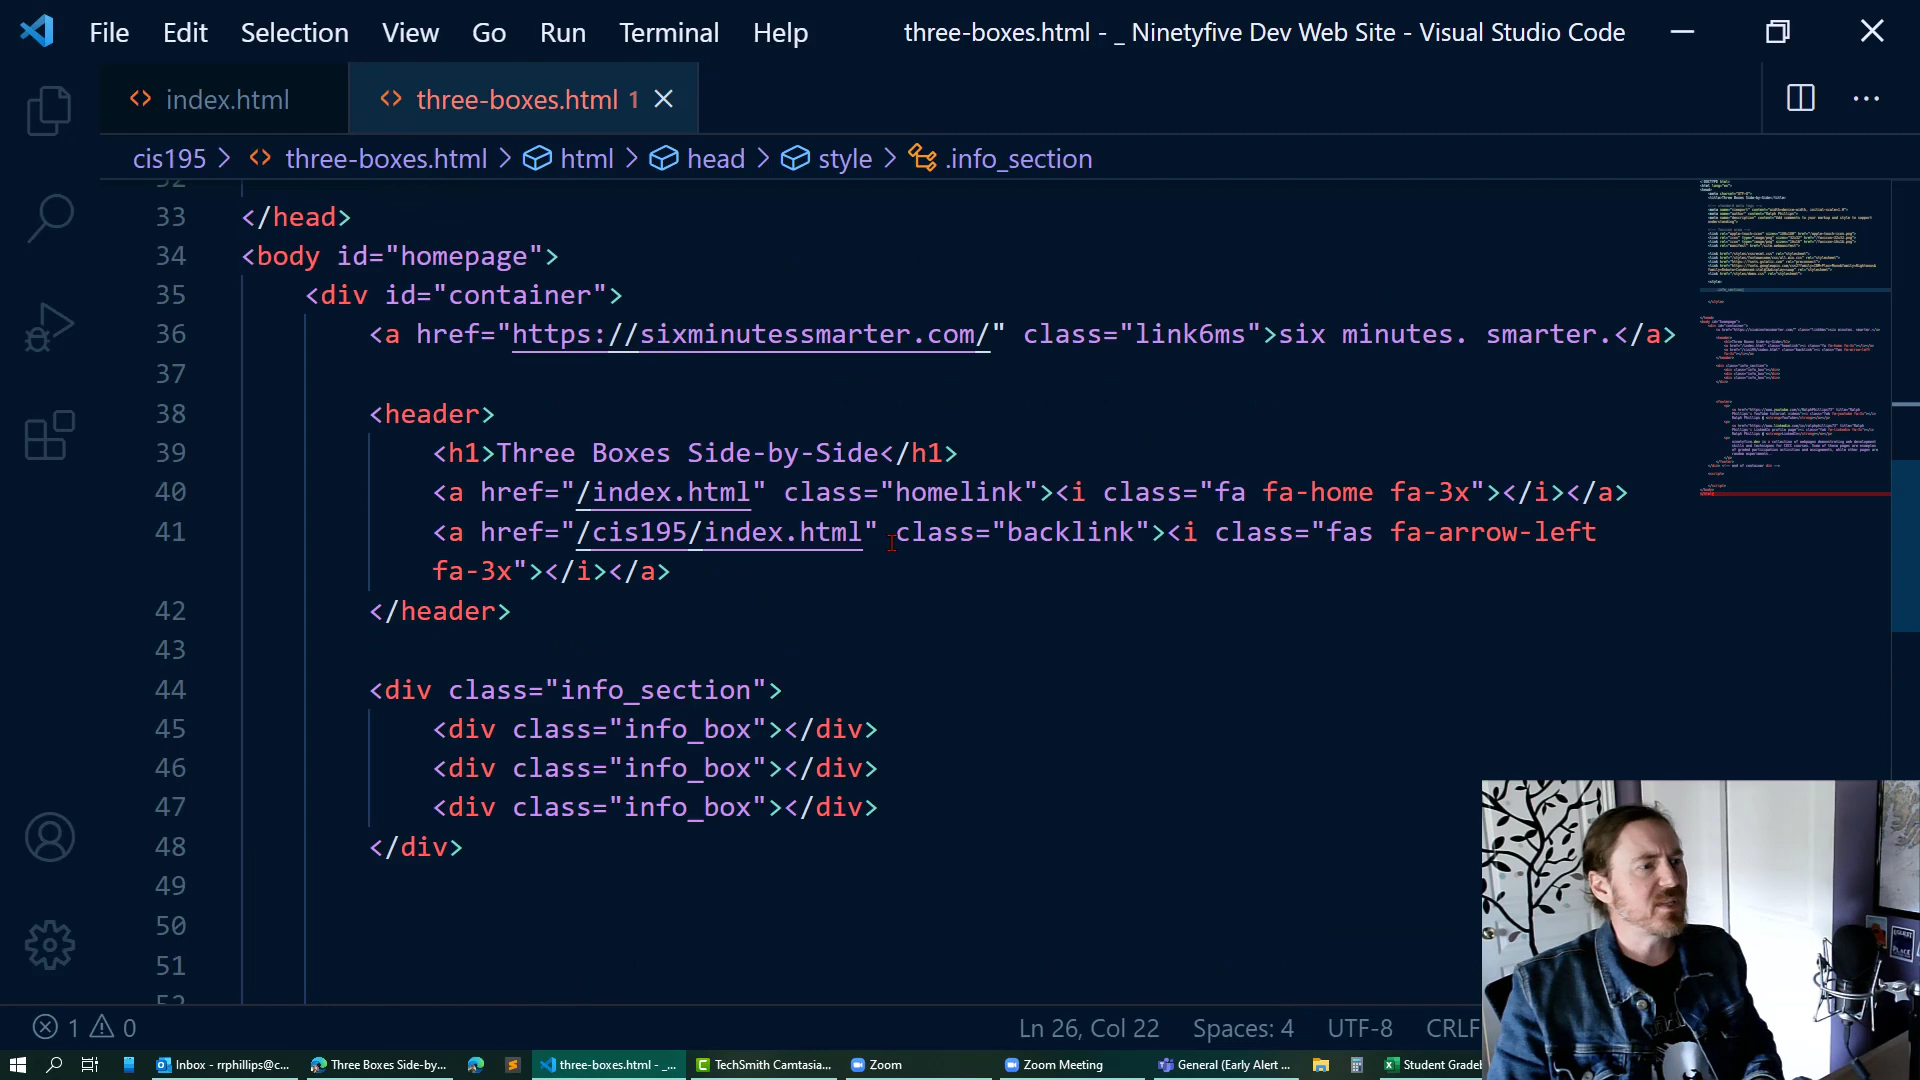 File Edit Selection View Go Run Terminal Help three-boxes.html - _ Ninetyfive Dev Web Site - Visual Studio Code
index.html three-boxes.html 1
cis195 > three-boxes.html > html > head > style > .info_section
32
33 </head>
34 <body id="homepage">
35 <div id="container">
36 <a href="https://sixminutessmarter.com/" class="link6ms">six minutes. smarter.</a>
37
38 <header>
39 <h1>Three Boxes Side-by-Side</h1>
40 <a href="/index.html" class="homelink"><i class="fa fa-home fa-3x"></i></a>
41 <a href="/cis195/index.html" class="backlink"><i class="fas fa-arrow-left
fa-3x"></i></a>
42 </header>
43
44 <div class="info_section">
45 <div class="info_box"></div>
46 <div class="info_box"></div>
47 <div class="info_box"></div>
48 </div>
49
50
51
52
1 0 Ln 26, Col 22 Spaces: 4 UTF-8 CRLF
Inbox - rrphillips@c... Three Boxes Side-by-... three-boxes.html - _... TechSmith Camtasia... Zoom Zoom Meeting General (Early Alert ... Student Grade